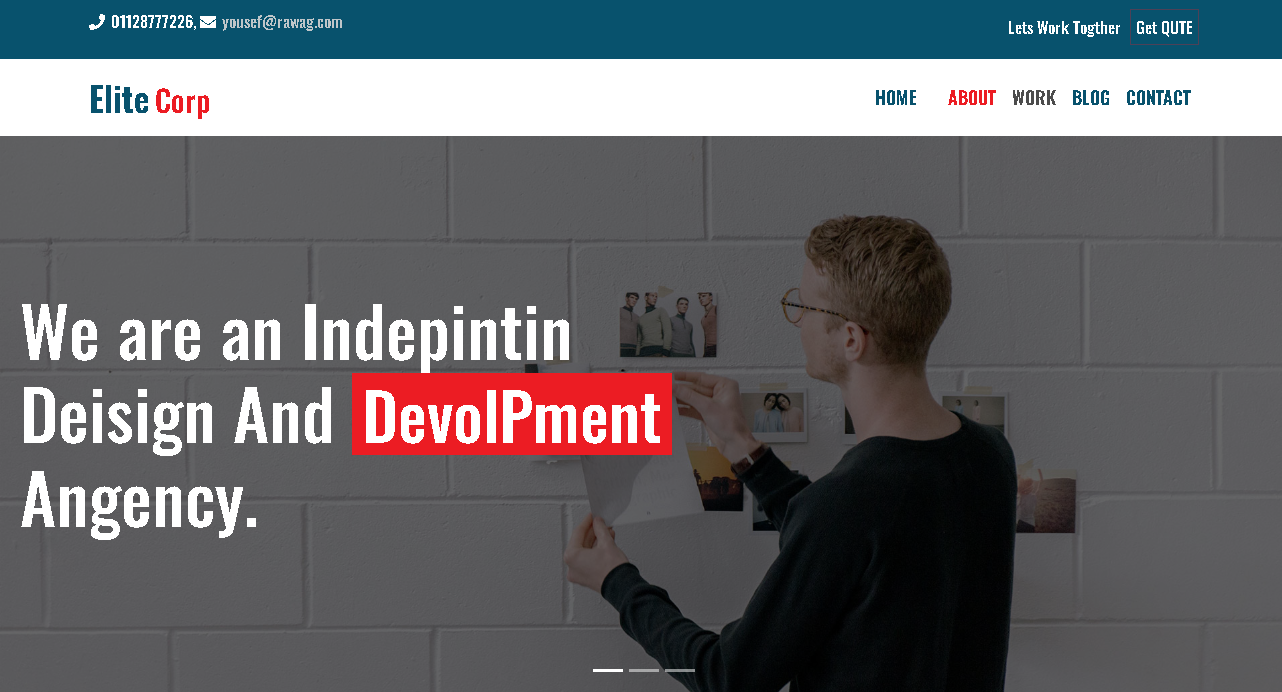 01128777226, yousef@rawag.com
Lets Work Togther Get QUTE
Elite Corp
HOME ABOUT WORK BLOG CONTACT
We are an Indepintin
Deisign And DevolPment
Angency.